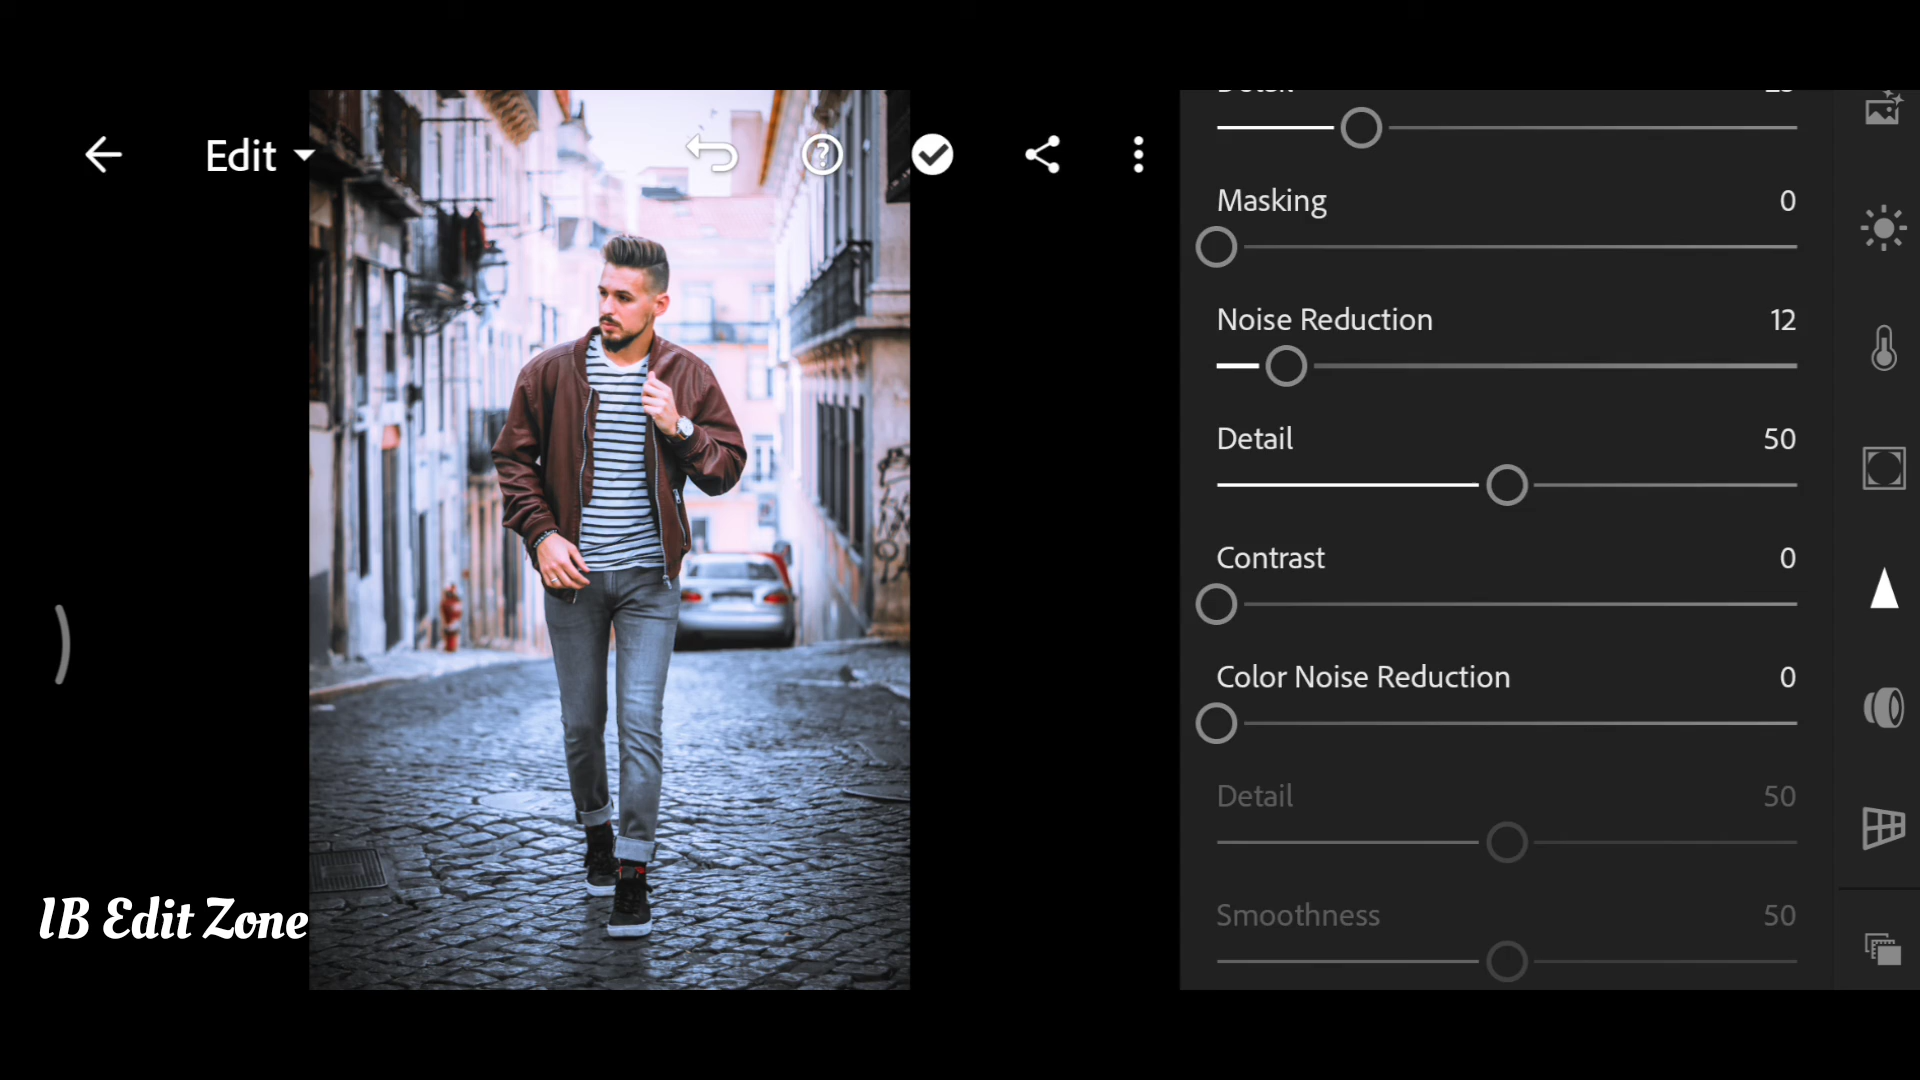 Edit
Masking 0
Noise Reduction 12
Detail 50
Contrast 0
Color Noise Reduction 0
Detail 50
Smoothness 50
IB Edit Zone